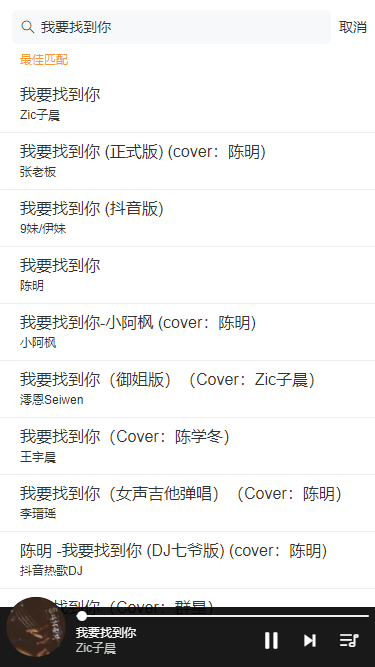 我要找到你
取消
最佳匹配
我要找到你
Zic子晨
我要找到你 (正式版) (cover：陈明)
张老板
我要找到你 (抖音版)
9妹/伊妹
我要找到你
陈明
我要找到你-小阿枫 (cover：陈明)
小阿枫
我要找到你（御姐版）（Cover：Zic子晨）
澪恩Seiwen
我要找到你（Cover：陈学冬）
王宇晨
我要找到你（女声吉他弹唱）（Cover：陈明）
李瑨瑶
陈明 -我要找到你 (DJ七爷版) (cover：陈明)
抖音热歌DJ
找到你（Cover：群星）
我要找到你
Zic子晨